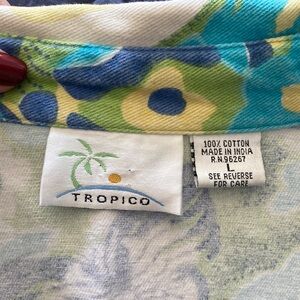 TROPICO
100% COTTON
MADE IN INDIA
R.N. 96267
L
SEE REVERSE
FOR CARE